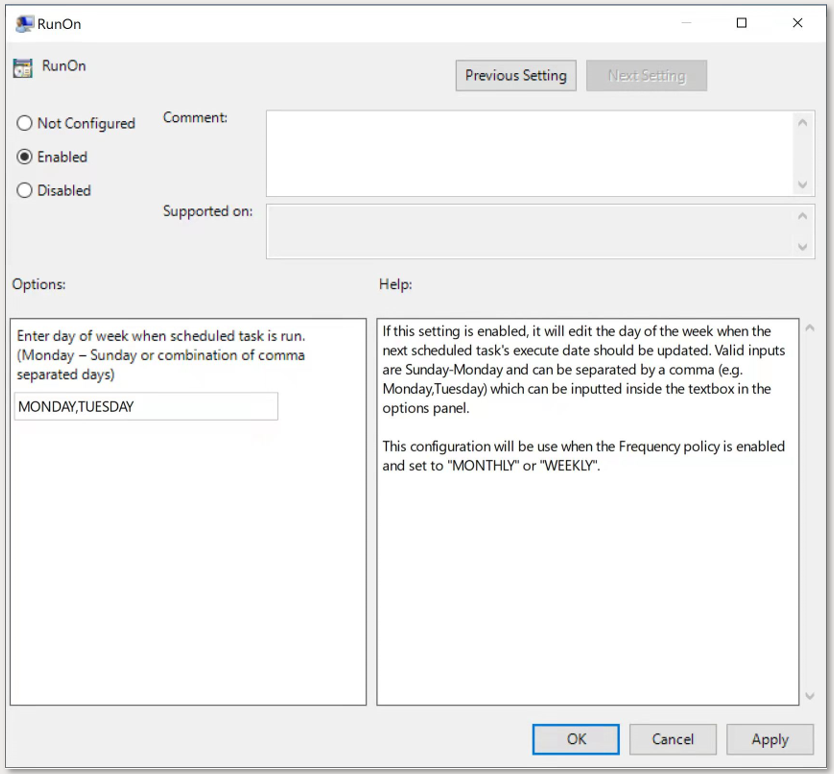 RunOn
RunOn
Previous Setting
Next Setting
Not Configured
Comment:
Enabled
Disabled
Supported on:
Options:
Help:
Enter day of week when scheduled task is run.
(Monday – Sunday or combination of comma
separated days)
MONDAY,TUESDAY
If this setting is enabled, it will edit the day of the week when the
next scheduled task's execute date should be updated. Valid inputs
are Sunday-Monday and can be separated by a comma (e.g.
Monday,Tuesday) which can be inputted inside the textbox in the
options panel.
This configuration will be use when the Frequency policy is enabled
and set to "MONTHLY" or "WEEKLY".
OK
Cancel
Apply